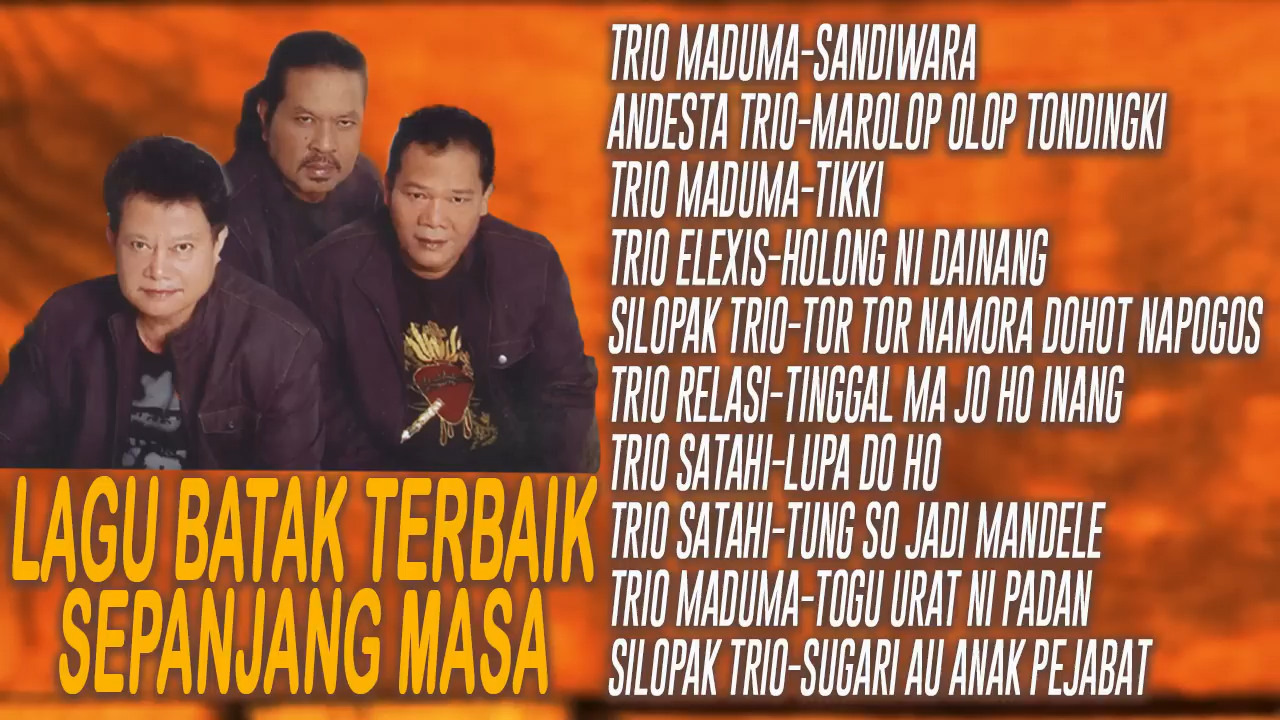 TRIO MADUMA-SANDIWARA
ANDESTA TRIO-MAROLOP OLOP TONDINGKI
TRIO MADUMA-TIKKI
TRIO ELEXIS-HOLONG NI DAINANG
SILOPAK TRIO-TOR TOR NAMORA DOHOT NAPOGOS
TRIO RELASI-TINGGAL MA JO HO INANG
TRIO SATAHI-LUPA DO HO
TRIO SATAHI-TUNG SO JADI MANDELE
TRIO MADUMA-TOGU URAT NI PADAN
SILOPAK TRIO-SUGARI AU ANAK PEJABAT
LAGU BATAK TERBAIK
SEPANJANG MASA